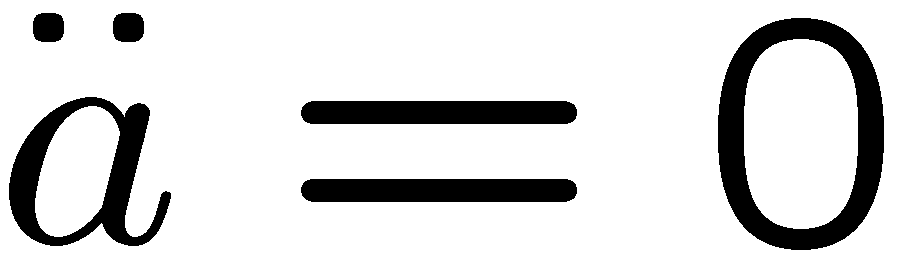 ä = 0